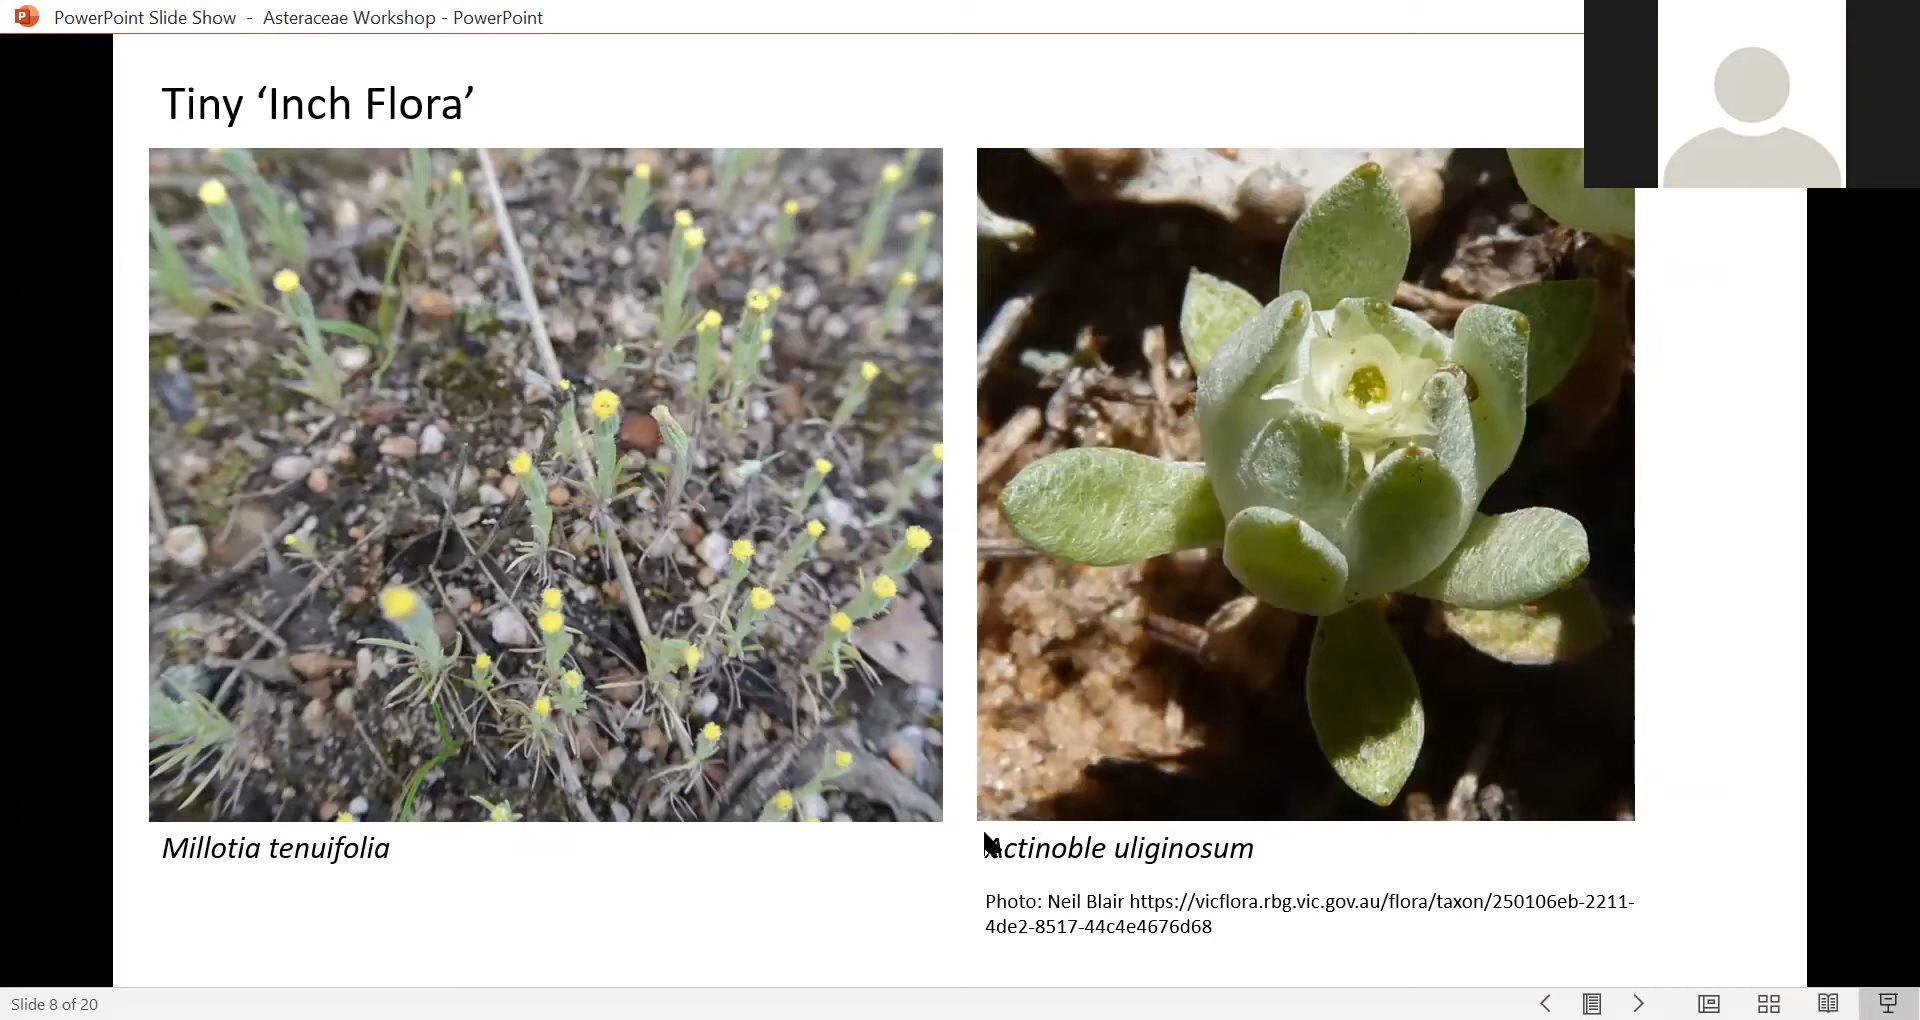 PowerPoint Slide Show - Asteraceae Workshop - PowerPoint
Tiny ‘Inch Flora’
Millotia tenuifolia
Actinoble uliginosum
Photo: Neil Blair https://vicflora.rbg.vic.gov.au/flora/taxon/250106eb-2211-
4de2-8517-44c4e4676d68
Slide 8 of 20